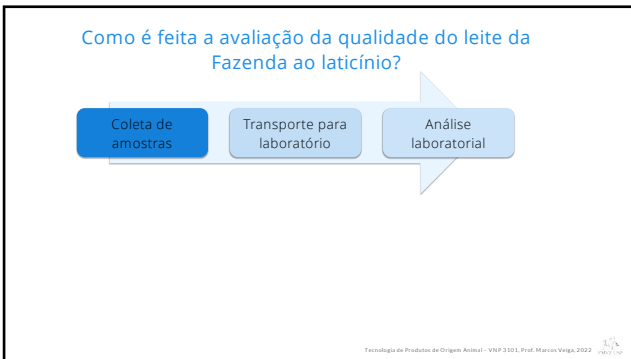 Como é feita a avaliação da qualidade do leite da
Fazenda ao laticínio?
Coleta de
amostras
Transporte para
laboratório
Análise
laboratorial
Tecnologia de Produtos de Origem Animal – VNP 3101, Prof. Marcos Veiga, 2022